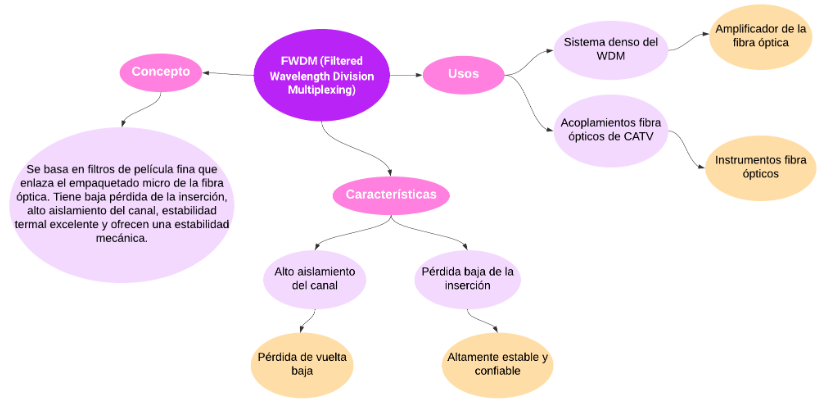 FWDM (Filtered
Wavelength Division
Multiplexing)
Concepto
Se basa en filtros de película fina que
enlaza el empaquetado micro de la fibra
óptica. Tiene baja pérdida de la inserción,
alto aislamiento del canal, estabilidad
termal excelente y ofrecen una estabilidad
mecánica.
Usos
Sistema denso del
WDM
Amplificador de la
fibra óptica
Acoplamientos fibra
ópticos de CATV
Instrumentos fibra
ópticos
Características
Alto aislamiento
del canal
Pérdida de vuelta
baja
Pérdida baja de la
inserción
Altamente estable y
confiable